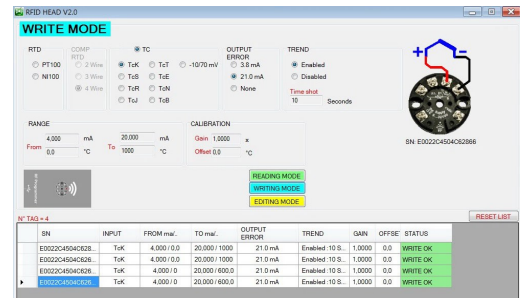 RFID HEAD V2.0
WRITE MODE
RTD
PT100
NI100
COMP RTD
2 Wire
3 Wire
4 Wire
TC
TcK TcT -10/70 mV
TcS TcE
TcR TcN
TcJ TcB
OUTPUT ERROR
3.8 mA
21.0 mA
None
TREND
Enabled
Disabled
Time shot
10 Seconds
+ -
SN: E0022C4504C62866
RANGE
4,000 mA 20,000 mA
From To
0,0 °C 1000 °C
CALIBRATION
Gain 1,0000 x
Offset 0,0 °C
READING MODE
WRITING MODE
EDITING MODE
N° TAG = 4
RESET LIST
SN INPUT FROM ma/.. TO ma/.. OUTPUT ERROR TREND GAIN OFFSE STATUS
E0022C4504C628... TcK 4,000 / 0,0 20,000 / 1000 21.0 mA Enabled :10 S... 1,0000 0,0 WRITE OK
E0022C4504C626... TcK 4,000 / 0 20,000 / 1000 21.0 mA Enabled :10 S... 1,0000 0,0 WRITE OK
E0022C4504C626... TcK 4,000 / 0 20,000 / 600,0 21.0 mA Enabled :10 S... 1,0000 0,0 WRITE OK
E0022C4504C626... TcK 4,000 / 0 20,000 / 600,0 21.0 mA Enabled :10 S... 1,0000 0,0 WRITE OK